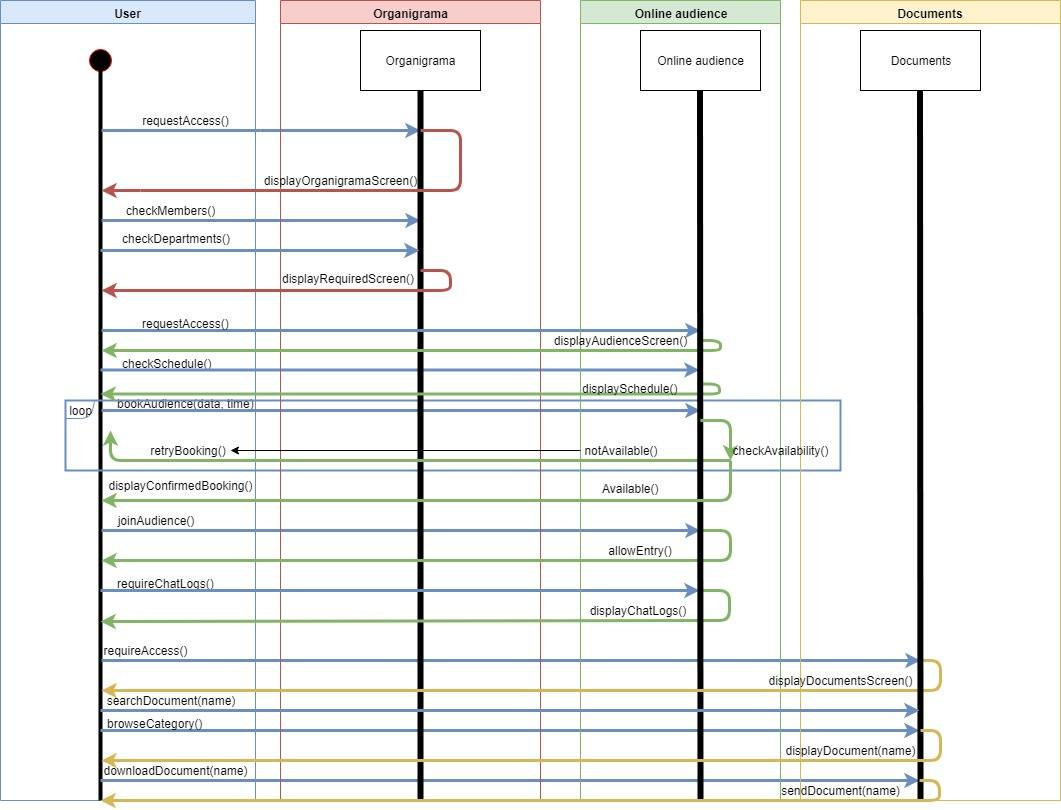 User
Organigrama
Online audience
Documents
Organigrama
Online audience
Documents
requestAccess()
displayOrganigramaScreen()
checkMembers()
checkDepartments()
displayRequiredScreen()
requestAccess()
displayAudienceScreen()
checkSchedule()
displaySchedule()
loop
bookAudience(data, time)
retryBooking()
notAvailable()
checkAvailability()
displayConfirmedBooking()
Available()
joinAudience()
allowEntry()
requireChatLogs()
displayChatLogs()
requireAccess()
displayDocumentsScreen()
searchDocument(name)
browseCategory()
displayDocument(name)
downloadDocument(name)
sendDocument(name)